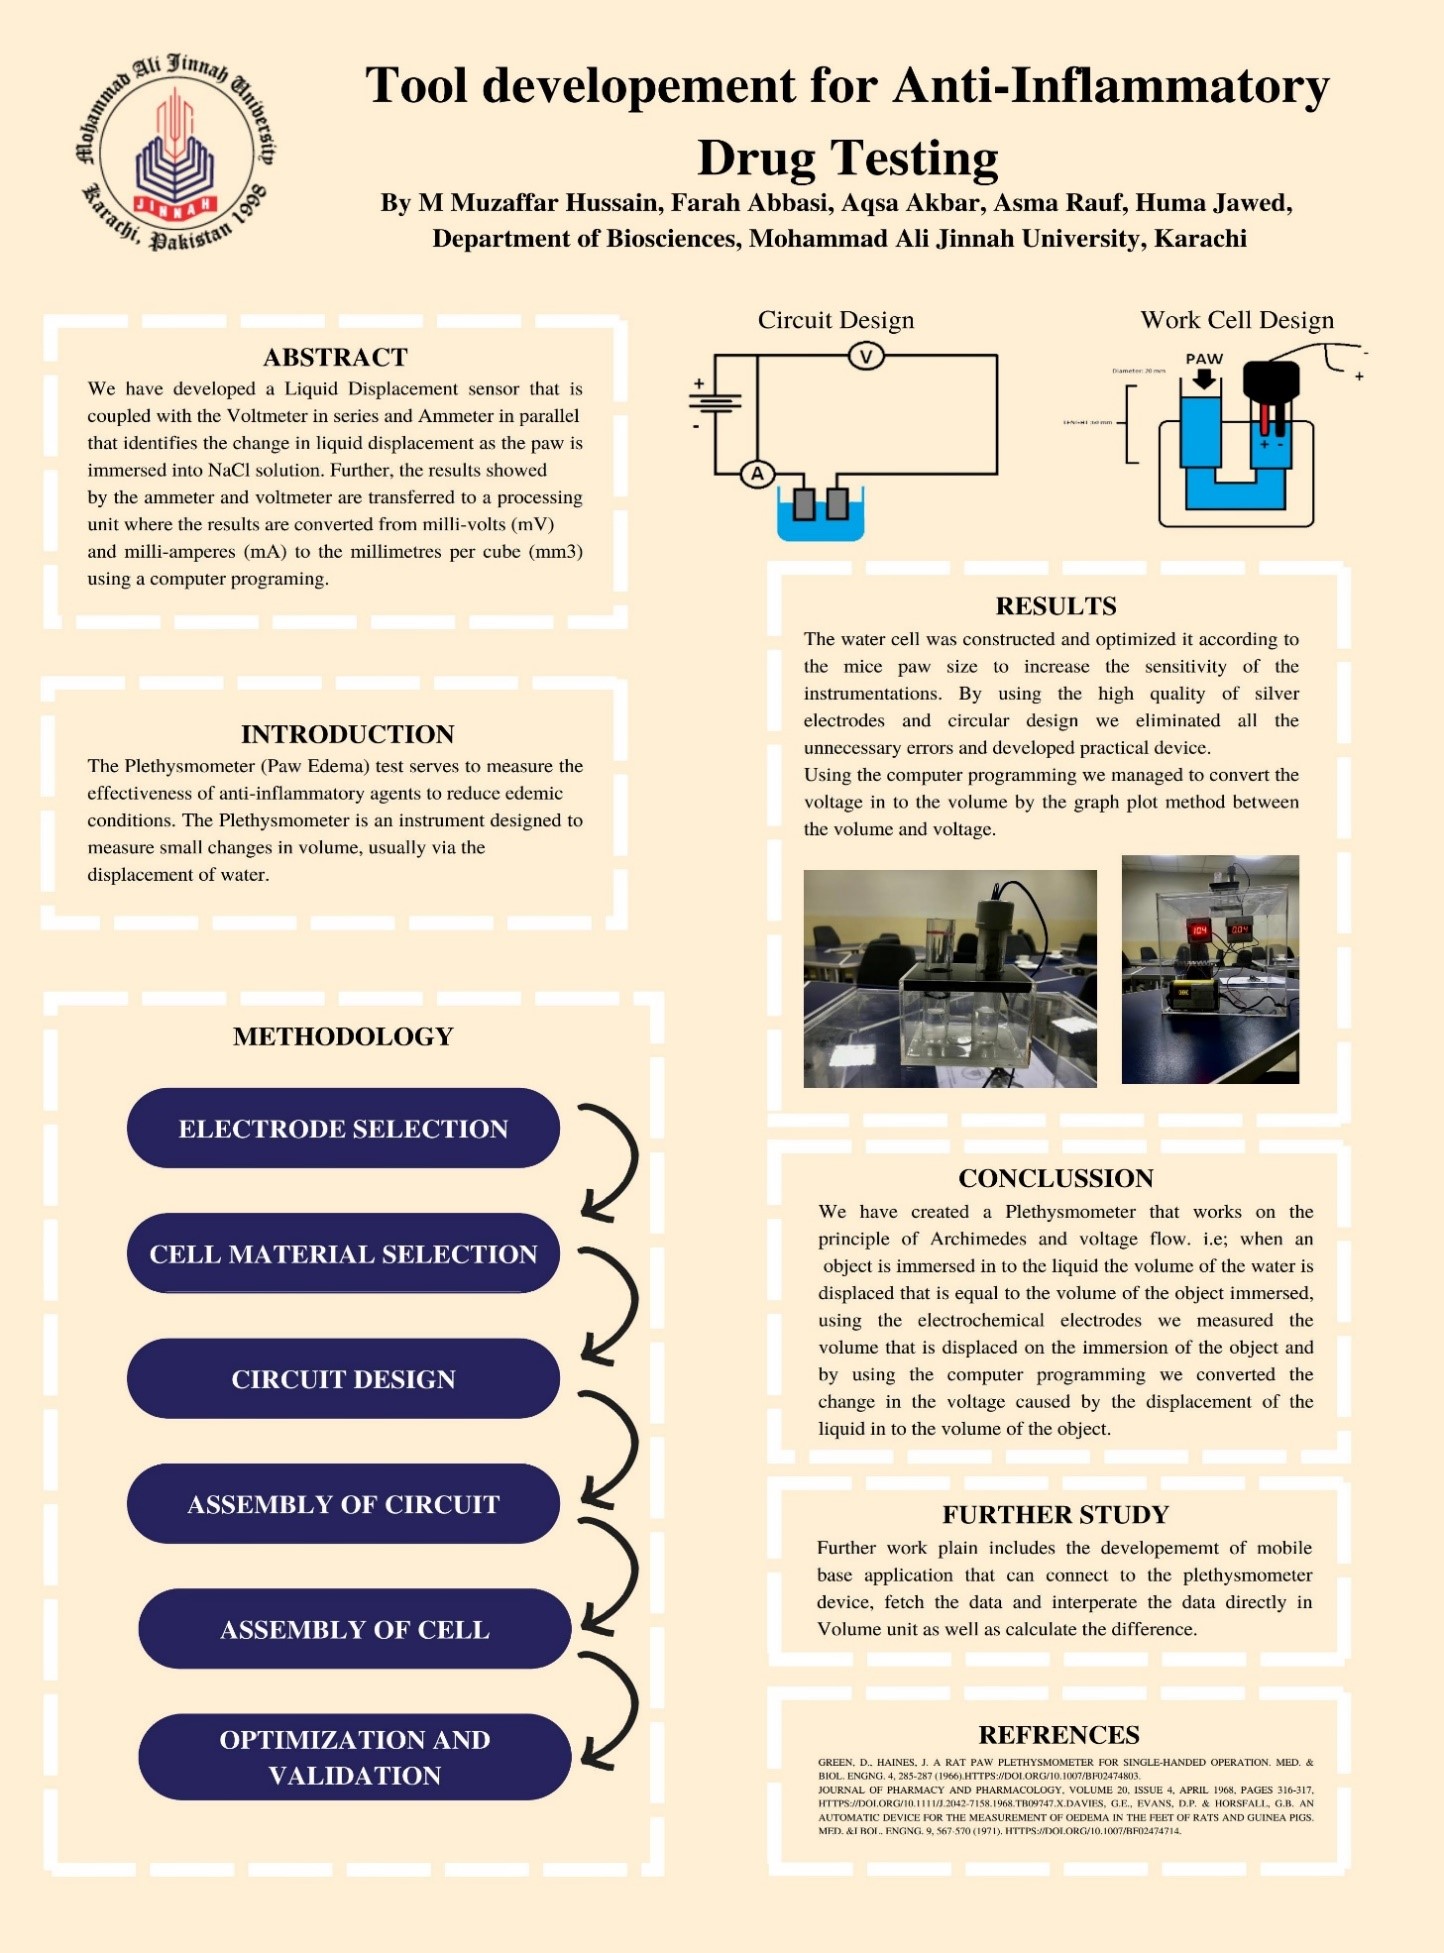 Mohammad Ali Jinnah University
Karachi, Pakistan 1998
JINNAH
Tool developement for Anti-Inflammatory
Drug Testing
By M Muzaffar Hussain, Farah Abbasi, Aqsa Akbar, Asma Rauf, Huma Jawed,
Department of Biosciences, Mohammad Ali Jinnah University, Karachi
ABSTRACT
We have developed a Liquid Displacement sensor that is
coupled with the Voltmeter in series and Ammeter in parallel
that identifies the change in liquid displacement as the paw is
immersed into NaCl solution. Further, the results showed
by the ammeter and voltmeter are transferred to a processing
unit where the results are converted from milli-volts (mV)
and milli-amperes (mA) to the millimetres per cube (mm3)
using a computer programing.
INTRODUCTION
The Plethysmometer (Paw Edema) test serves to measure the
effectiveness of anti-inflammatory agents to reduce edemic
conditions. The Plethysmometer is an instrument designed to
measure small changes in volume, usually via the
displacement of water.
METHODOLOGY
ELECTRODE SELECTION
CELL MATERIAL SELECTION
CIRCUIT DESIGN
ASSEMBLY OF CIRCUIT
ASSEMBLY OF CELL
OPTIMIZATION AND
VALIDATION
Circuit Design
V
+
-
A
Work Cell Design
PAW
Diameter: 20 mm
-
+
+ -
RESULTS
The water cell was constructed and optimized it according to
the mice paw size to increase the sensitivity of the
instrumentations. By using the high quality of silver
electrodes and circular design we eliminated all the
unnecessary errors and developed practical device.
Using the computer programming we managed to convert the
voltage in to the volume by the graph plot method between
the volume and voltage.
CONCLUSSION
We have created a Plethysmometer that works on the
principle of Archimedes and voltage flow. i.e; when an
object is immersed in to the liquid the volume of the water is
displaced that is equal to the volume of the object immersed,
using the electrochemical electrodes we measured the
volume that is displaced on the immersion of the object and
by using the computer programming we converted the
change in the voltage caused by the displacement of the
liquid in to the volume of the object.
FURTHER STUDY
Further work plain includes the developememt of mobile
base application that can connect to the plethysmometer
device, fetch the data and interperate the data directly in
Volume unit as well as calculate the difference.
REFRENCES
GREEN, D., HAINES, J. A RAT PAW PLETHYSMOMETER FOR SINGLE-HANDED OPERATION. MED. &
BIOL. ENGNG. 4, 285-287 (1966).HTTPS://DOI.ORG/10.1007/BF02474803.
JOURNAL OF PHARMACY AND PHARMACOLOGY, VOLUME 20, ISSUE 4, APRIL 1968, PAGES 316-317,
HTTPS://DOI.ORG/10.1111/J.2042-7158.1968.TB09747.X.DAVIES, G.E., EVANS, D.P. & HORSFALL, G.B. AN
AUTOMATIC DEVICE FOR THE MEASUREMENT OF OEDEMA IN THE FEET OF RATS AND GUINEA PIGS.
MED. &I BOL. ENGNG. 9, 567-570 (1971). HTTPS://DOI.ORG/10.1007/BF02474714.